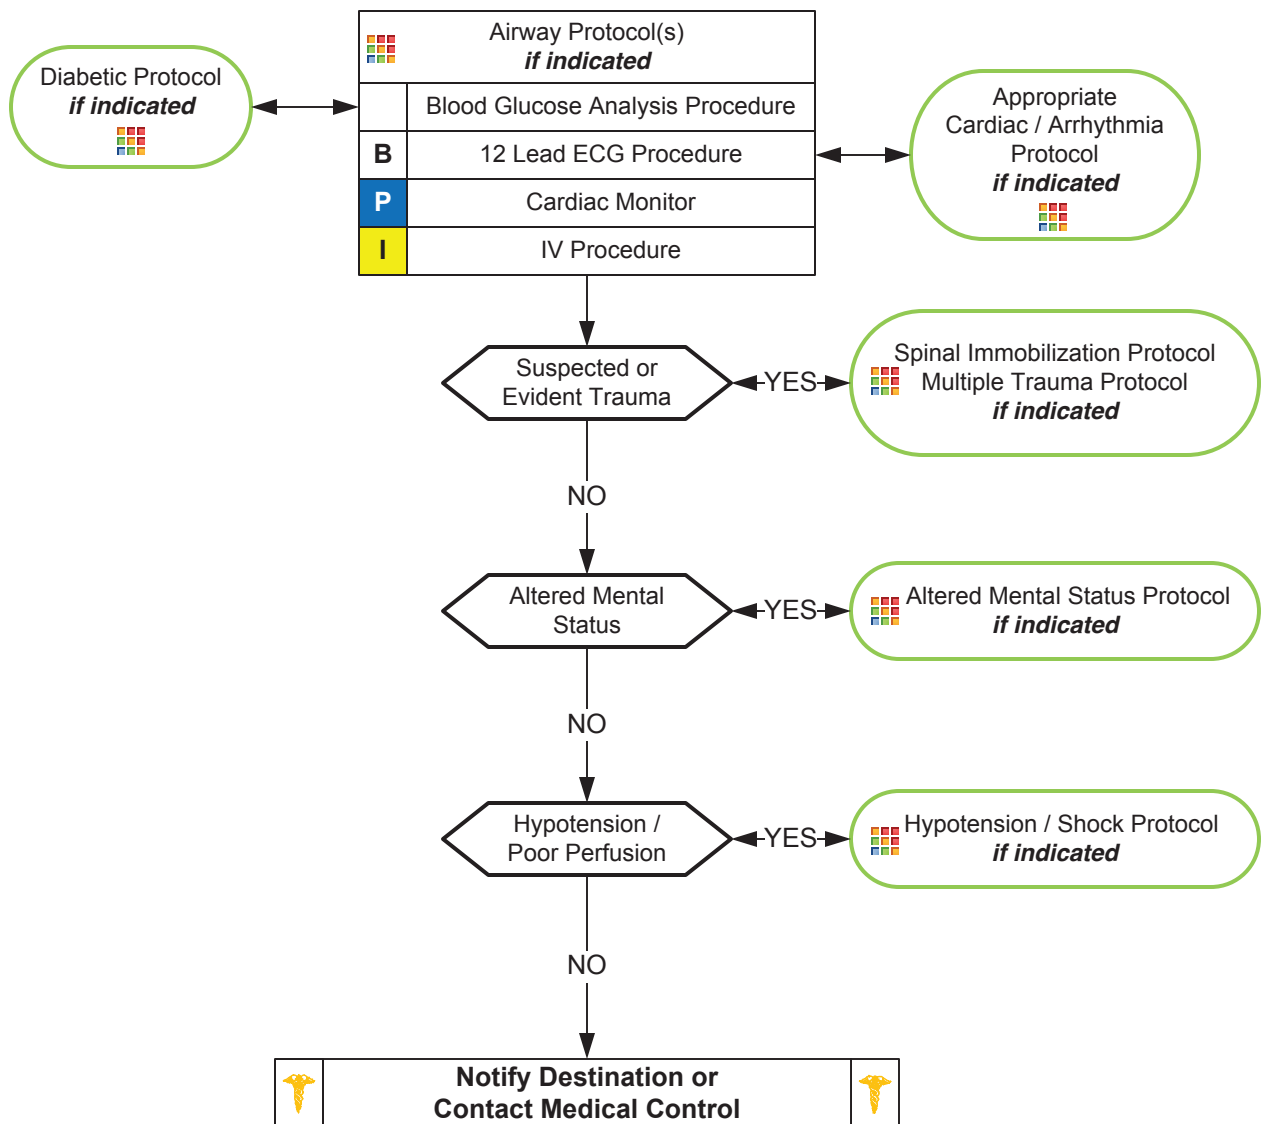 Airway Protocol(s)
if indicated
Diabetic Protocol
if indicated
Blood Glucose Analysis Procedure
B 12 Lead ECG Procedure
P Cardiac Monitor
I IV Procedure
Appropriate
Cardiac / Arrhythmia
Protocol
if indicated
Suspected or
Evident Trauma
YES
Spinal Immobilization Protocol
Multiple Trauma Protocol
if indicated
NO
Altered Mental
Status
YES
Altered Mental Status Protocol
if indicated
NO
Hypotension /
Poor Perfusion
YES
Hypotension / Shock Protocol
if indicated
NO
Notify Destination or
Contact Medical Control